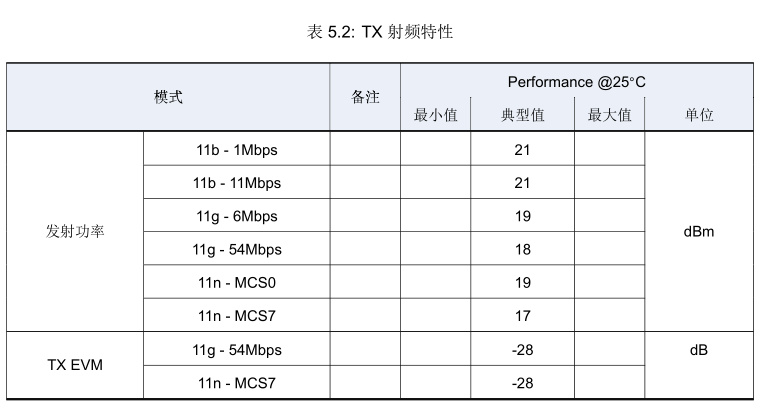 表 5.2: TX 射频特性
模式 备注 Performance @25°C
最小值 典型值 最大值 单位
发射功率 11b - 1Mbps 21 dBm
11b - 11Mbps 21
11g - 6Mbps 19
11g - 54Mbps 18
11n - MCS0 19
11n - MCS7 17
TX EVM 11g - 54Mbps -28 dB
11n - MCS7 -28